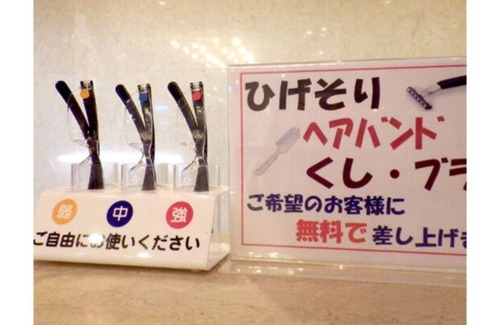 弱 中 強
ご自由にお使いください
ひげそり
ヘアバンド
くし・ブラ
ご希望のお客様に
無料で差し上げま